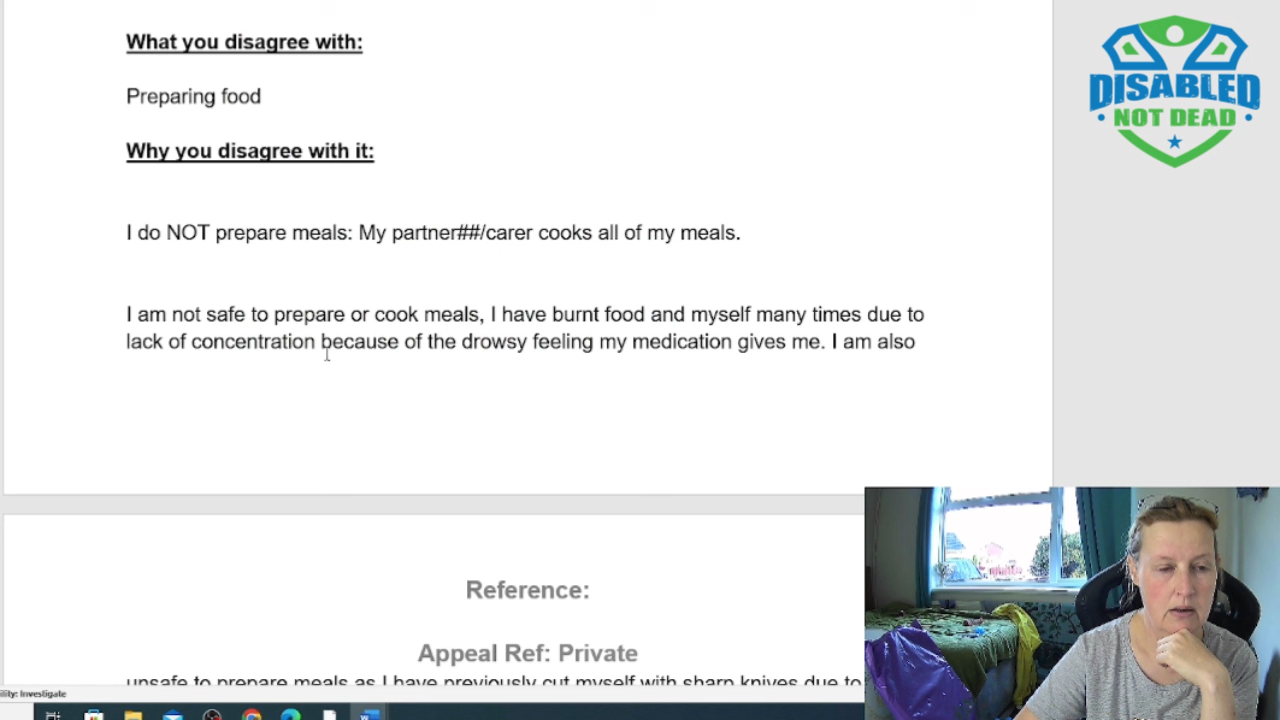 What you disagree with:
Preparing food
Why you disagree with it:
I do NOT prepare meals: My partner##/carer cooks all of my meals.
I am not safe to prepare or cook meals, I have burnt food and myself many times due to
lack of concentration because of the drowsy feeling my medication gives me. I am also
Reference:
Appeal Ref: Private
unsafe to prepare meals as I have previously cut myself with sharp knives due to
DISABLED
• NOT DEAD •
ility: Investigate